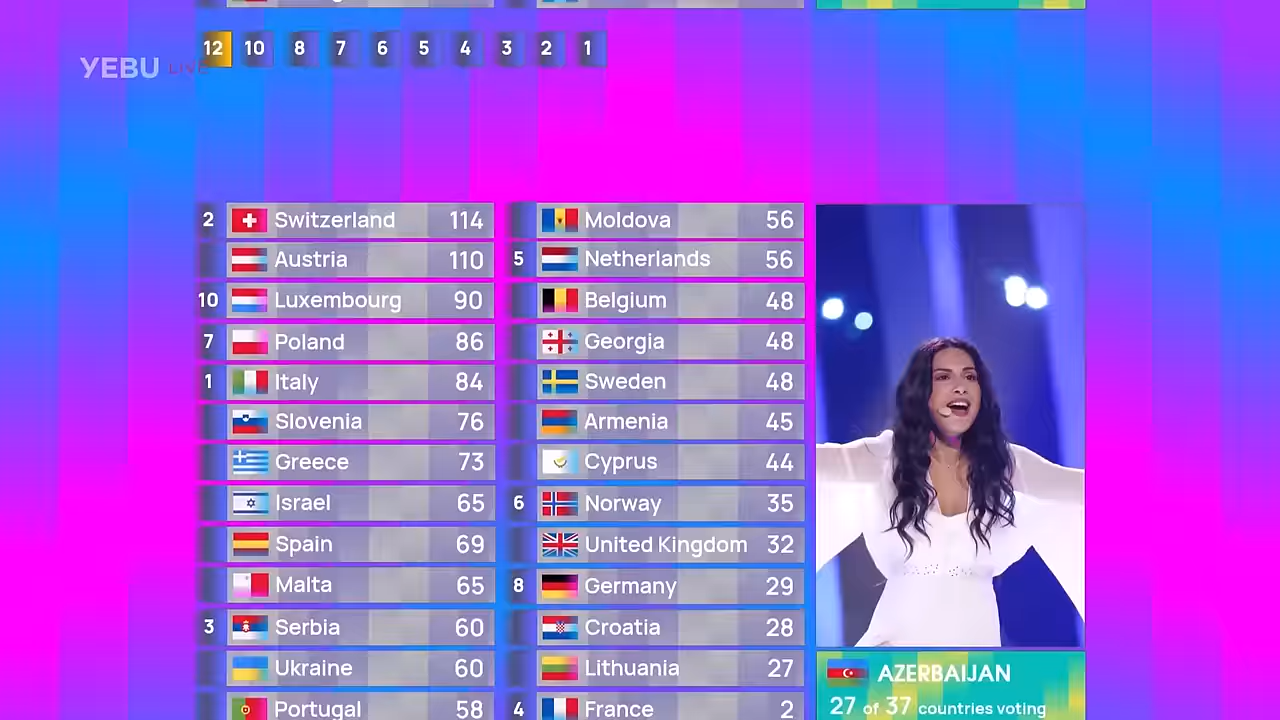 12 10 8 7 6 5 4 3 2 1
YEBU LIVE
2 Switzerland 114
Austria 110
10 Luxembourg 90
7 Poland 86
1 Italy 84
Slovenia 76
Greece 73
Israel 65
Spain 69
Malta 65
3 Serbia 60
Ukraine 60
Portugal 58
Moldova 56
5 Netherlands 56
Belgium 48
Georgia 48
Sweden 48
Armenia 45
Cyprus 44
6 Norway 35
United Kingdom 32
8 Germany 29
Croatia 28
Lithuania 27
4 France 2
AZERBAIJAN
27 of 37 countries voting